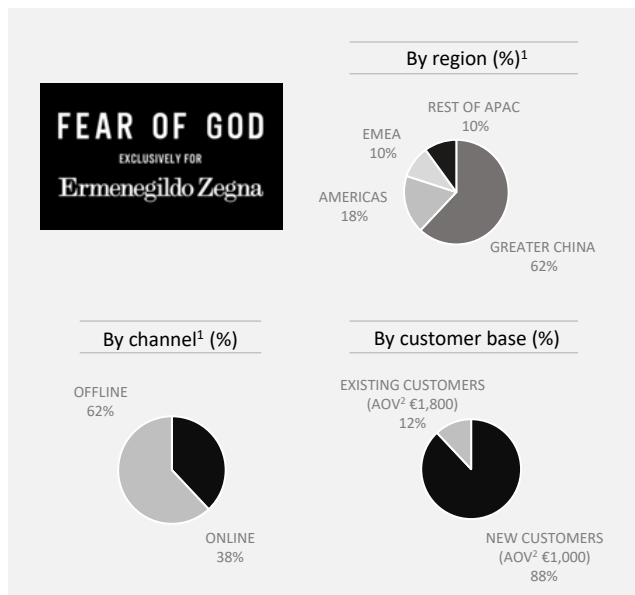 By region (%)¹
FEAR OF GOD
EXCLUSIVELY FOR
Ermenegildo Zegna
REST OF APAC
10%
EMEA
10%
AMERICAS
18%
GREATER CHINA
62%
By channel¹ (%)
OFFLINE
62%
ONLINE
38%
By customer base (%)
EXISTING CUSTOMERS
(AOV² €1,800)
12%
NEW CUSTOMERS
(AOV² €1,000)
88%